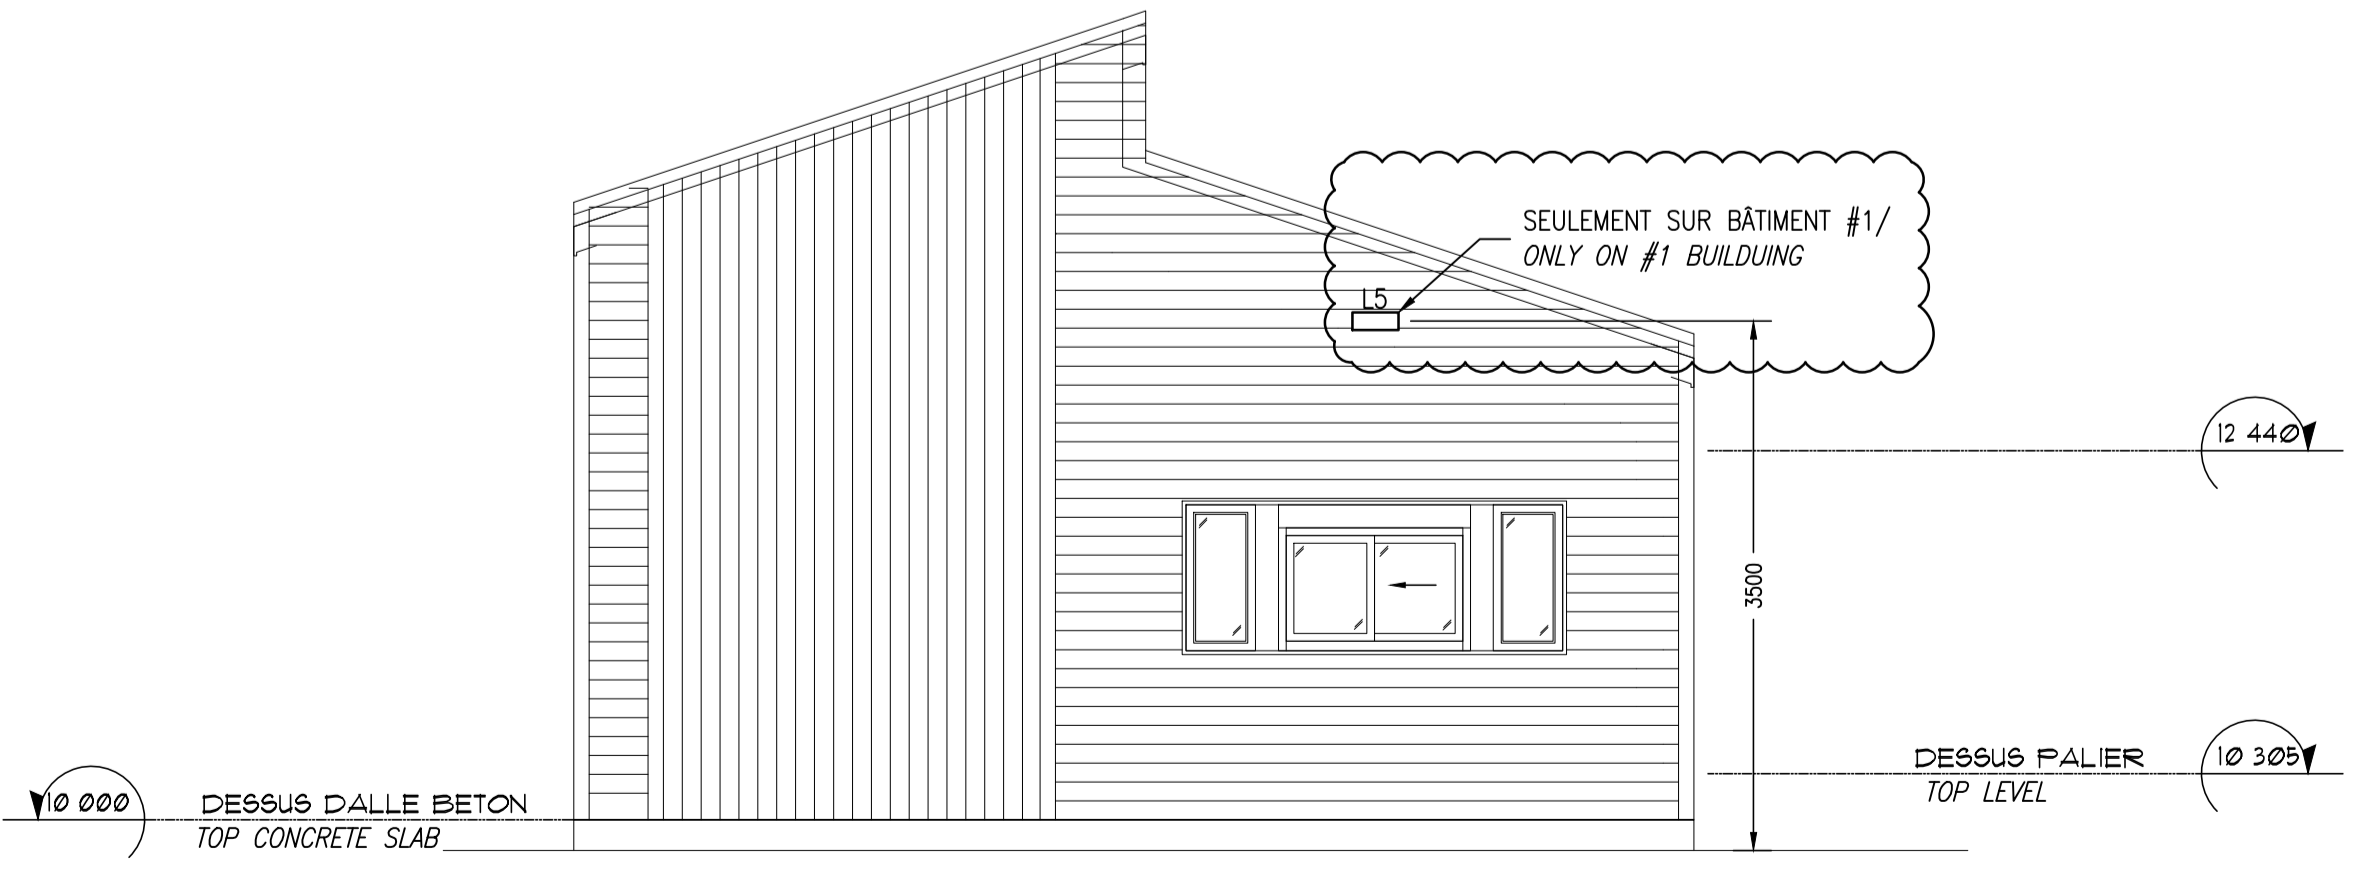 SEULEMENT SUR BÂTIMENT #1/
ONLY ON #1 BUILDUING
L5
12 440
3500
DESSUS PALIER
TOP LEVEL
10 305
10 000
DESSUS DALLE BETON
TOP CONCRETE SLAB